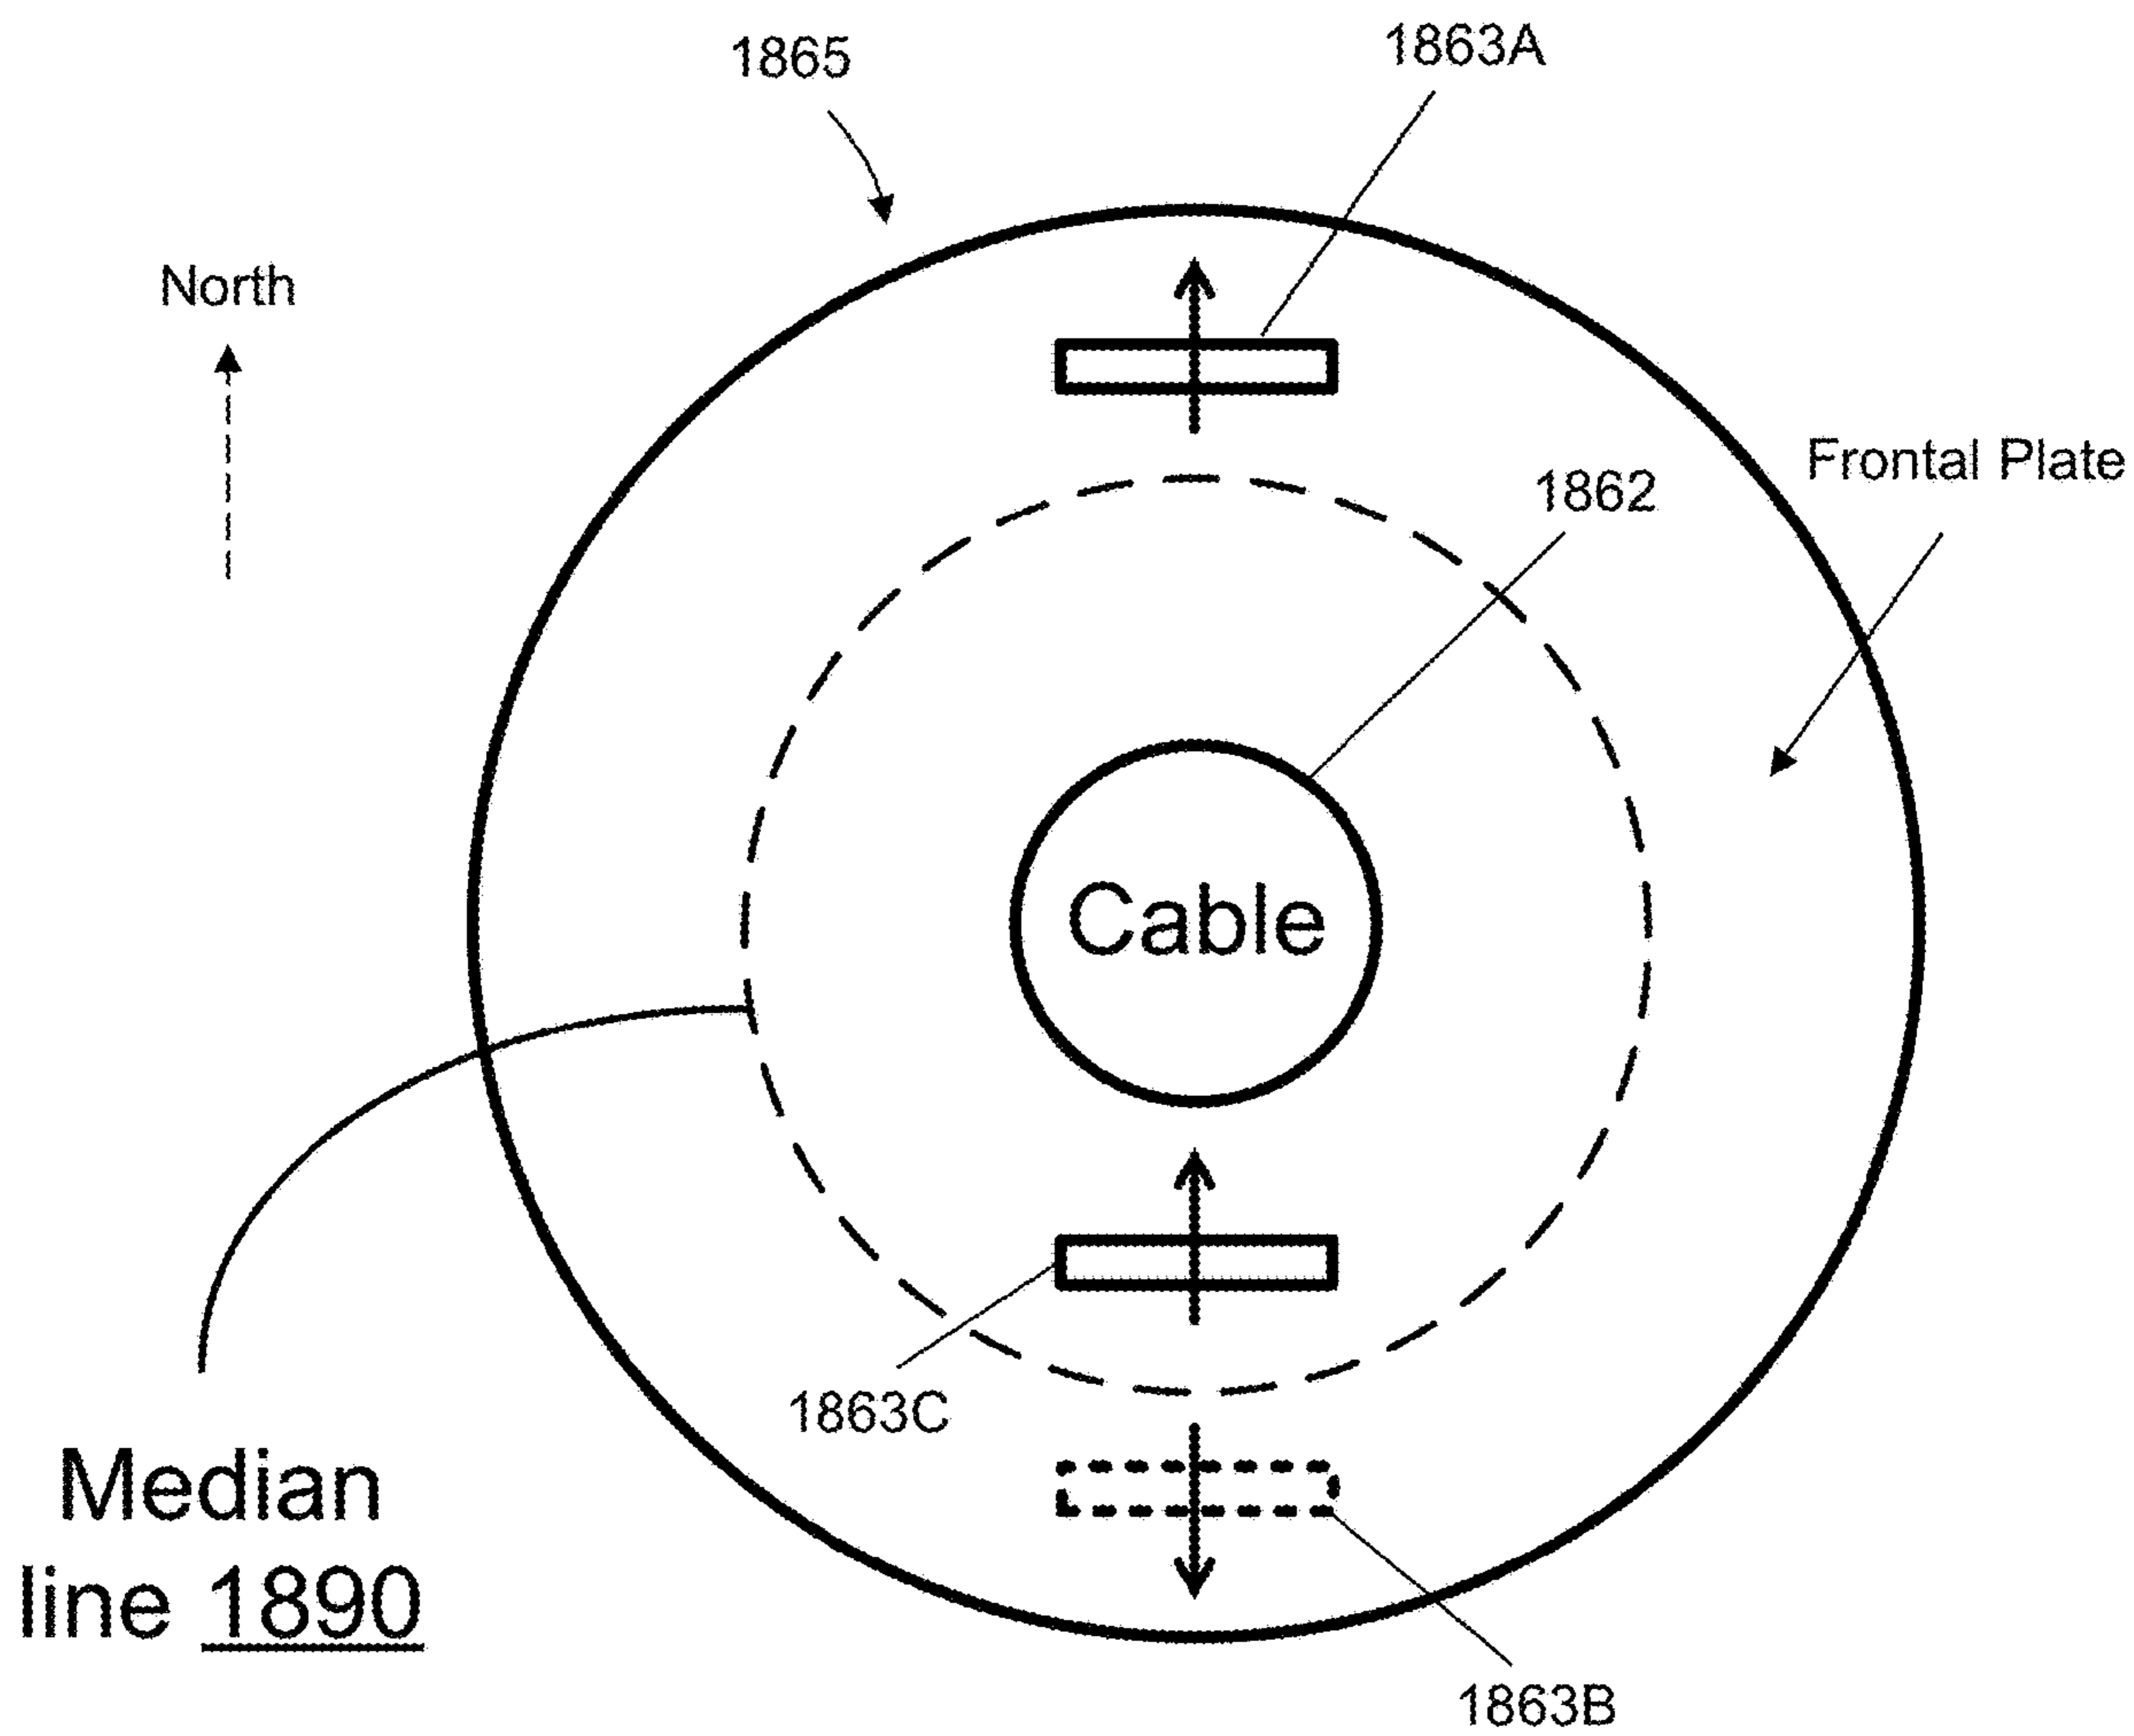 1863A
1865
North
Frontal Plate
1862
Cable
1863C
Median
line 1890
1863B